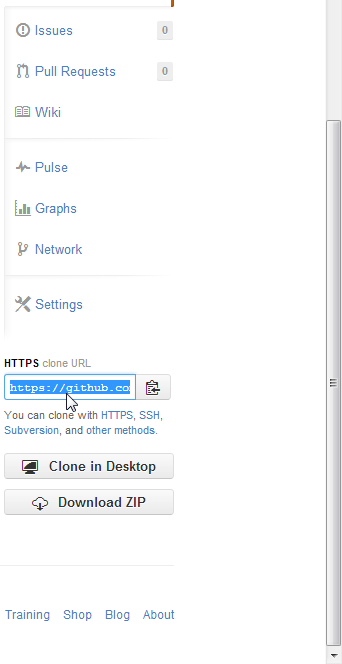 Issues 0
Pull Requests 0
Wiki
Pulse
Graphs
Network
Settings
HTTPS clone URL
https://github.co
You can clone with HTTPS, SSH,
Subversion, and other methods.
Clone in Desktop
Download ZIP
Training Shop Blog About